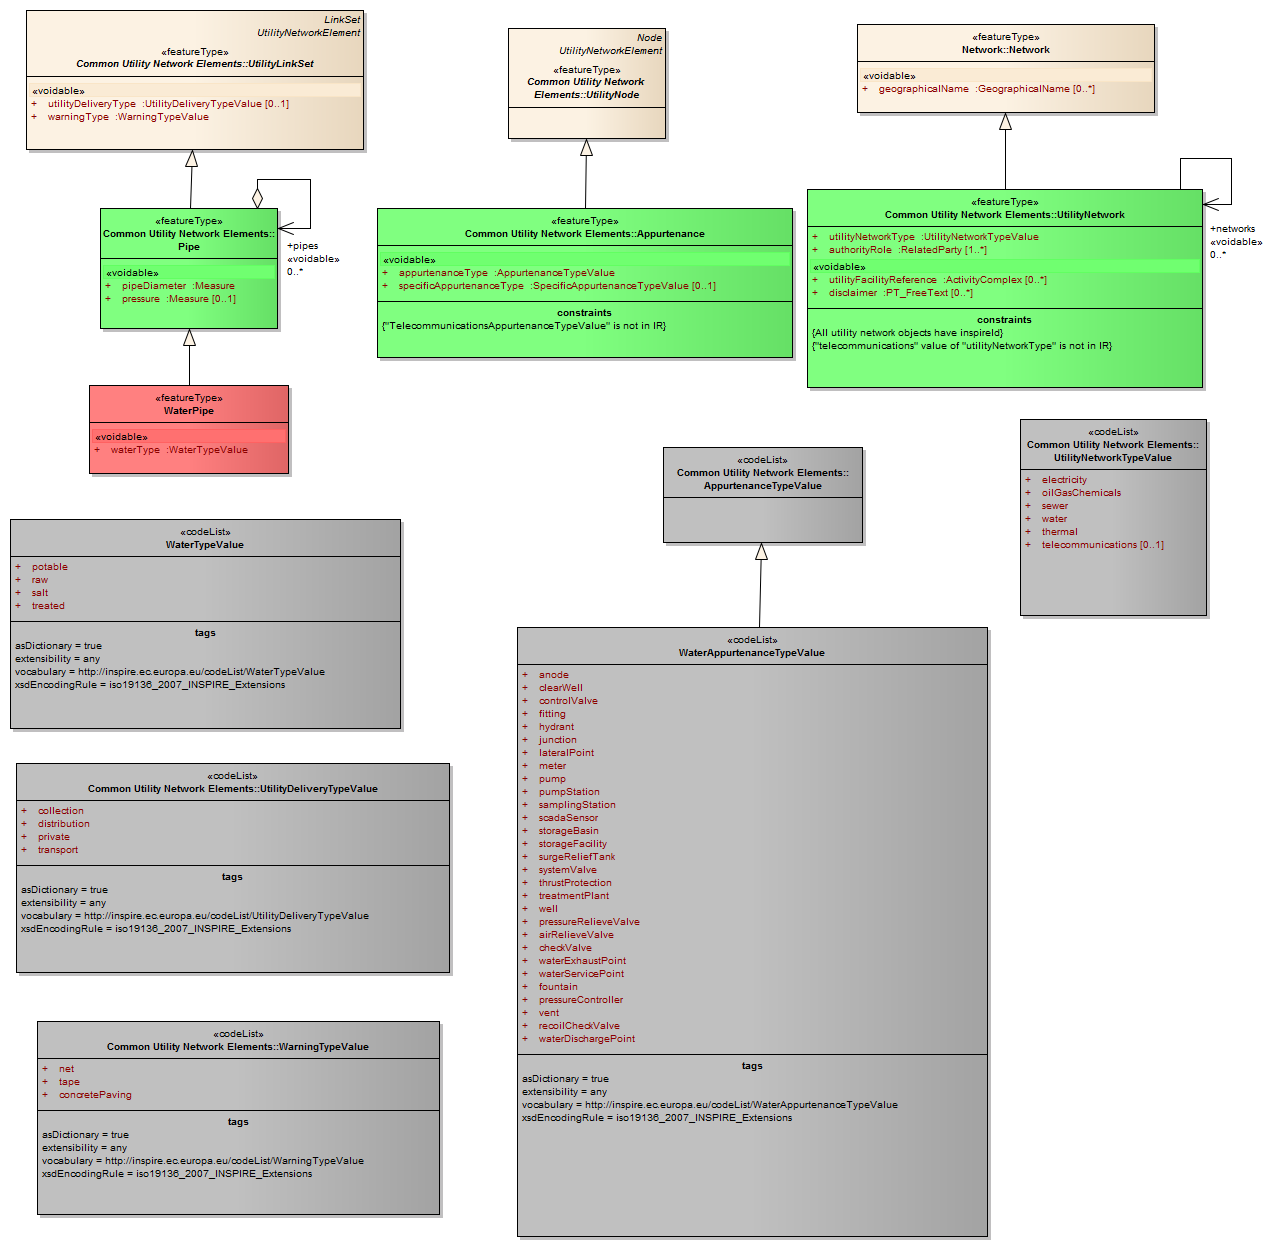 LinkSet
UtilityNetworkElement
«featureType»
Common Utility Network Elements::UtilityLinkSet
«voidable»
+ utilityDeliveryType :UtilityDeliveryTypeValue [0..1]
+ warningType :WarningTypeValue
Node
UtilityNetworkElement
«featureType»
Common Utility Network
Elements::UtilityNode
«featureType»
Network::Network
«voidable»
+ geographicalName :GeographicalName [0..*]
«featureType»
Common Utility Network Elements::
Pipe
«voidable»
+ pipeDiameter :Measure
+ pressure :Measure [0..1]
+pipes
«voidable»
0..*
«featureType»
Common Utility Network Elements::Appurtenance
«voidable»
+ appurtenanceType :AppurtenanceTypeValue
+ specificAppurtenanceType :SpecificAppurtenanceTypeValue [0..1]
constraints
{"TelecommunicationsAppurtenanceTypeValue" is not in IR}
«featureType»
Common Utility Network Elements::UtilityNetwork
+ utilityNetworkType :UtilityNetworkTypeValue
+ authorityRole :RelatedParty [1..*]
«voidable»
+ utilityFacilityReference :ActivityComplex [0..*]
+ disclaimer :PT_FreeText [0..*]
constraints
{All utility network objects have inspireId}
{"telecommunications" value of "utilityNetworkType" is not in IR}
+networks
«voidable»
0..*
«featureType»
WaterPipe
«voidable»
+ waterType :WaterTypeValue
«codeList»
Common Utility Network Elements::
AppurtenanceTypeValue
«codeList»
Common Utility Network Elements::
UtilityNetworkTypeValue
+ electricity
+ oilGasChemicals
+ sewer
+ water
+ thermal
+ telecommunications [0..1]
«codeList»
WaterTypeValue
+ potable
+ raw
+ salt
+ treated
tags
asDictionary = true
extensibility = any
vocabulary = http://inspire.ec.europa.eu/codeList/WaterTypeValue
xsdEncodingRule = iso19136_2007_INSPIRE_Extensions
«codeList»
Common Utility Network Elements::UtilityDeliveryTypeValue
+ collection
+ distribution
+ private
+ transport
tags
asDictionary = true
extensibility = any
vocabulary = http://inspire.ec.europa.eu/codeList/UtilityDeliveryTypeValue
xsdEncodingRule = iso19136_2007_INSPIRE_Extensions
«codeList»
Common Utility Network Elements::WarningTypeValue
+ net
+ tape
+ concretePaving
tags
asDictionary = true
extensibility = any
vocabulary = http://inspire.ec.europa.eu/codeList/WarningTypeValue
xsdEncodingRule = iso19136_2007_INSPIRE_Extensions
«codeList»
WaterAppurtenanceTypeValue
+ anode
+ clearWell
+ controlValve
+ fitting
+ hydrant
+ junction
+ lateralPoint
+ meter
+ pump
+ pumpStation
+ samplingStation
+ scadaSensor
+ storageBasin
+ storageFacility
+ surgeReliefTank
+ systemValve
+ thrustProtection
+ treatmentPlant
+ well
+ pressureRelieveValve
+ airRelieveValve
+ checkValve
+ waterExhaustPoint
+ waterServicePoint
+ fountain
+ pressureController
+ vent
+ recoilCheckValve
+ waterDischargePoint
tags
asDictionary = true
extensibility = any
vocabulary = http://inspire.ec.europa.eu/codeList/WaterAppurtenanceTypeValue
xsdEncodingRule = iso19136_2007_INSPIRE_Extensions